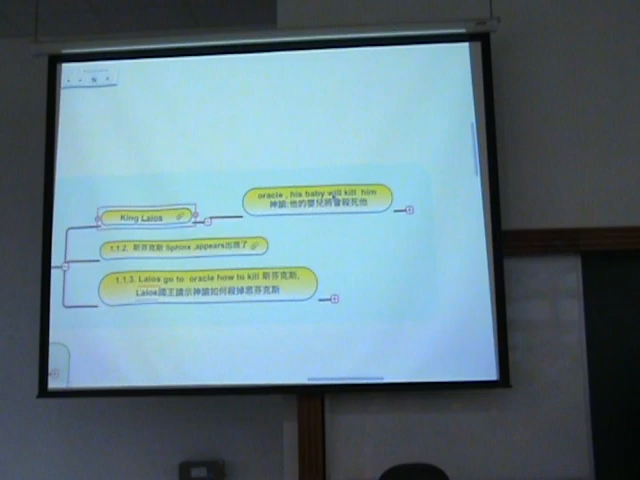 oracle , his baby will kill him
神諭:他的嬰兒將會殺死他
King Laios
1.1.2. 斯芬克斯 Sphinx ,appears出現了
1.1.3. Laios go to oracle how to kill 斯芬克斯,
Laios國王請示神諭如何殺掉思芬克斯